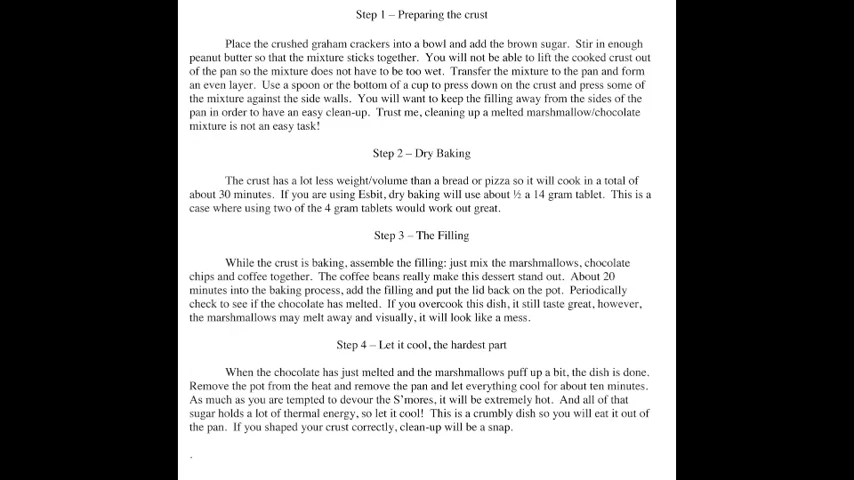 Step 1 – Preparing the crust
Place the crushed graham crackers into a bowl and add the brown sugar. Stir in enough
peanut butter so that the mixture sticks together. You will not be able to lift the cooked crust out
of the pan so the mixture does not have to be too wet. Transfer the mixture to the pan and form
an even layer. Use a spoon or the bottom of a cup to press down on the crust and press some of
the mixture against the side walls. You will want to keep the filling away from the sides of the
pan in order to have an easy clean-up. Trust me, cleaning up a melted marshmallow/chocolate
mixture is not an easy task!
Step 2 – Dry Baking
The crust has a lot less weight/volume than a bread or pizza so it will cook in a total of
about 30 minutes. If you are using Esbit, dry baking will use about ½ a 14 gram tablet. This is a
case where using two of the 4 gram tablets would work out great.
Step 3 – The Filling
While the crust is baking, assemble the filling: just mix the marshmallows, chocolate
chips and coffee together. The coffee beans really make this dessert stand out. About 20
minutes into the baking process, add the filling and put the lid back on the pot. Periodically
check to see if the chocolate has melted. If you overcook this dish, it still taste great, however,
the marshmallows may melt away and visually, it will look like a mess.
Step 4 – Let it cool, the hardest part
When the chocolate has just melted and the marshmallows puff up a bit, the dish is done.
Remove the pot from the heat and remove the pan and let everything cool for about ten minutes.
As much as you are tempted to devour the S’mores, it will be extremely hot. And all of that
sugar holds a lot of thermal energy, so let it cool! This is a crumbly dish so you will eat it out of
the pan. If you shaped your crust correctly, clean-up will be a snap.
.